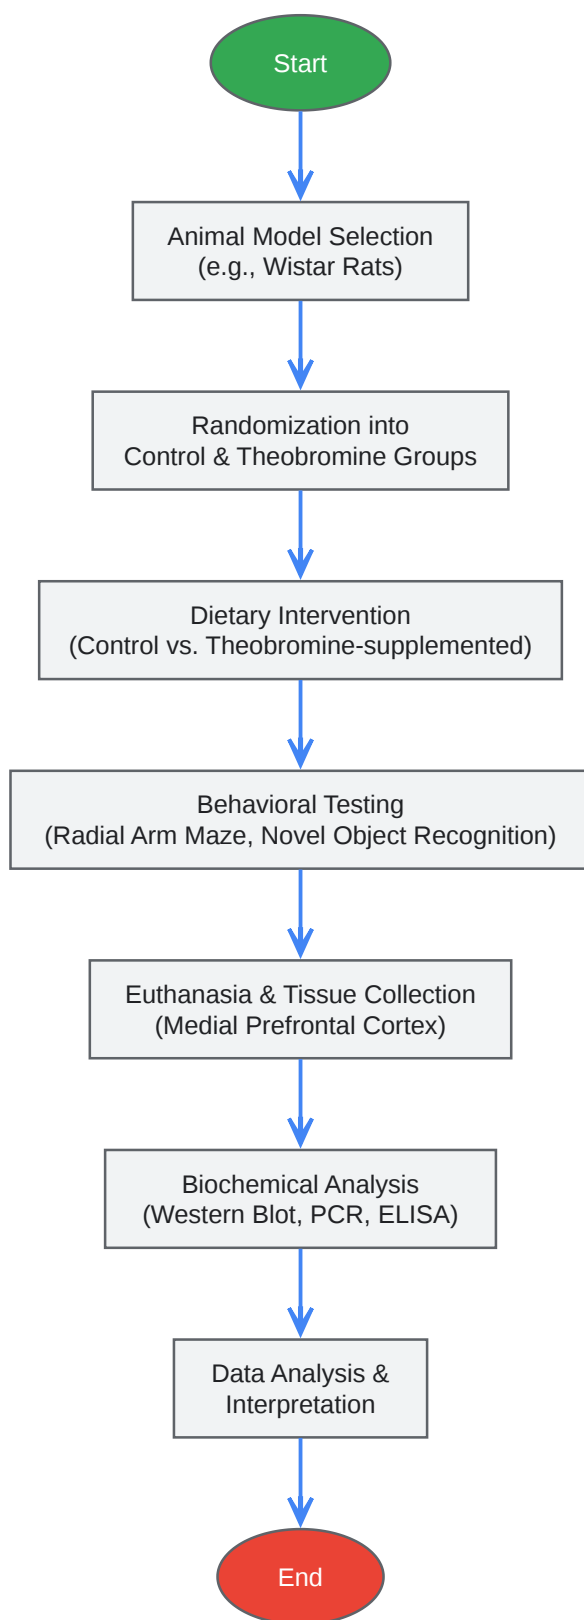 Start
Animal Model Selection
(e.g., Wistar Rats)
Randomization into
Control & Theobromine Groups
Dietary Intervention
(Control vs. Theobromine-supplemented)
Behavioral Testing
(Radial Arm Maze, Novel Object Recognition)
Euthanasia & Tissue Collection
(Medial Prefrontal Cortex)
Biochemical Analysis
(Western Blot, PCR, ELISA)
Data Analysis &
Interpretation
End